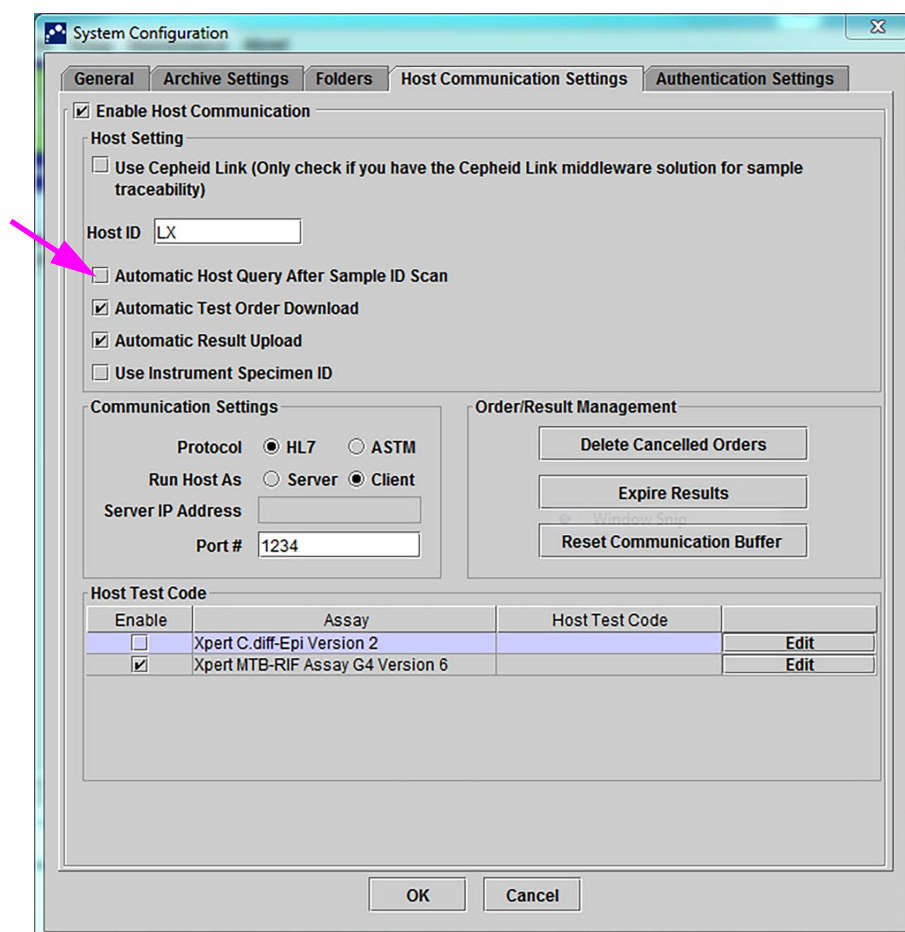 System Configuration
General Archive Settings Folders Host Communication Settings Authentication Settings
Enable Host Communication
Host Setting
Use Cepheid Link (Only check if you have the Cepheid Link middleware solution for sample
traceability)
Host ID LX
Automatic Host Query After Sample ID Scan
Automatic Test Order Download
Automatic Result Upload
Use Instrument Specimen ID
Communication Settings
Protocol HL7 ASTM
Run Host As Server Client
Server IP Address
Port # 1234
Order/Result Management
Delete Cancelled Orders
Expire Results
Window Snip
Reset Communication Buffer
Host Test Code
Enable Assay Host Test Code
Xpert C.diff-Epi Version 2 Edit
Xpert MTB-RIF Assay G4 Version 6 Edit
OK Cancel